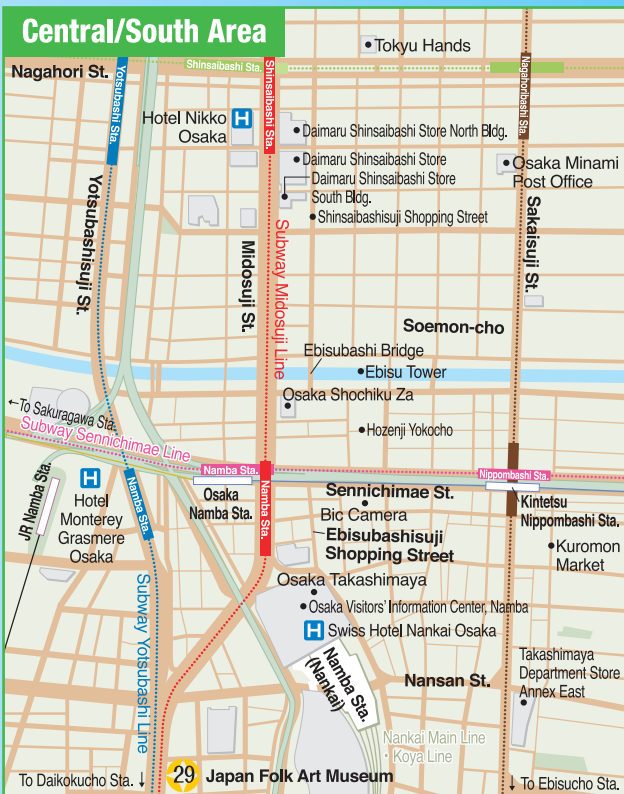 Central/South Area
Tokyu Hands
Nagahori St.
Shinsaibashi Sta.
Yotsubashi Sta.
Shinsaibashi Sta.
Nagahoribashi Sta.
Hotel Nikko
Osaka
H
Daimaru Shinsaibashi Store North Bldg.
Daimaru Shinsaibashi Store
Daimaru Shinsaibashi Store
South Bldg.
Shinsaibashisuji Shopping Street
Osaka Minami
Post Office
Yotsubashisuji St.
Midosuji St.
Subway Midosuji Line
Sakaisuji St.
Soemon-cho
Ebisubashi Bridge
Ebisu Tower
Osaka Shochiku Za
←To Sakuragawa Sta.
Subway Sennichimae Line
Hozenji Yokocho
Namba Sta.
Nippombashi Sta.
JR Namba Sta.
H
Hotel
Monterey
Grasmere
Osaka
Namba Sta.
Osaka
Namba Sta.
Namba Sta.
Sennichimae St.
Bic Camera
Ebisubashisuji
Shopping Street
Kintetsu
Nippombashi Sta.
Kuromon
Market
Osaka Takashimaya
Osaka Visitors' Information Center, Namba
H
Swiss Hotel Nankai Osaka
Subway Yotsubashi Line
Namba Sta.
(Nankai)
Takashimaya
Department Store
Annex East
Nansan St.
Nankai Main Line
・Koya Line
To Daikokucho Sta. ↓
29
Japan Folk Art Museum
↓ To Ebisucho Sta.